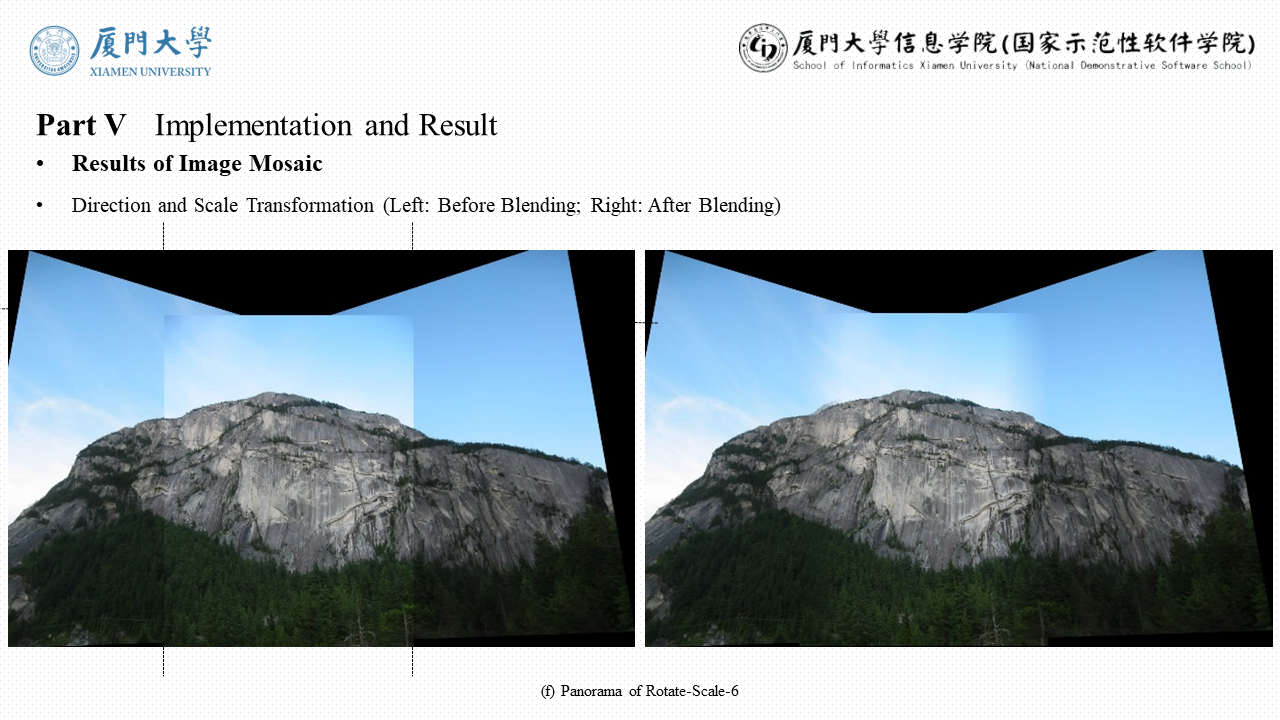 厦門大學
XIAMEN UNIVERSITY
厦門大學信息学院(国家示范性软件学院)
School of Informatics Xiamen University (National Demonstrative Software School)
Part V Implementation and Result
• Results of Image Mosaic
• Direction and Scale Transformation (Left: Before Blending; Right: After Blending)
(f) Panorama of Rotate-Scale-6